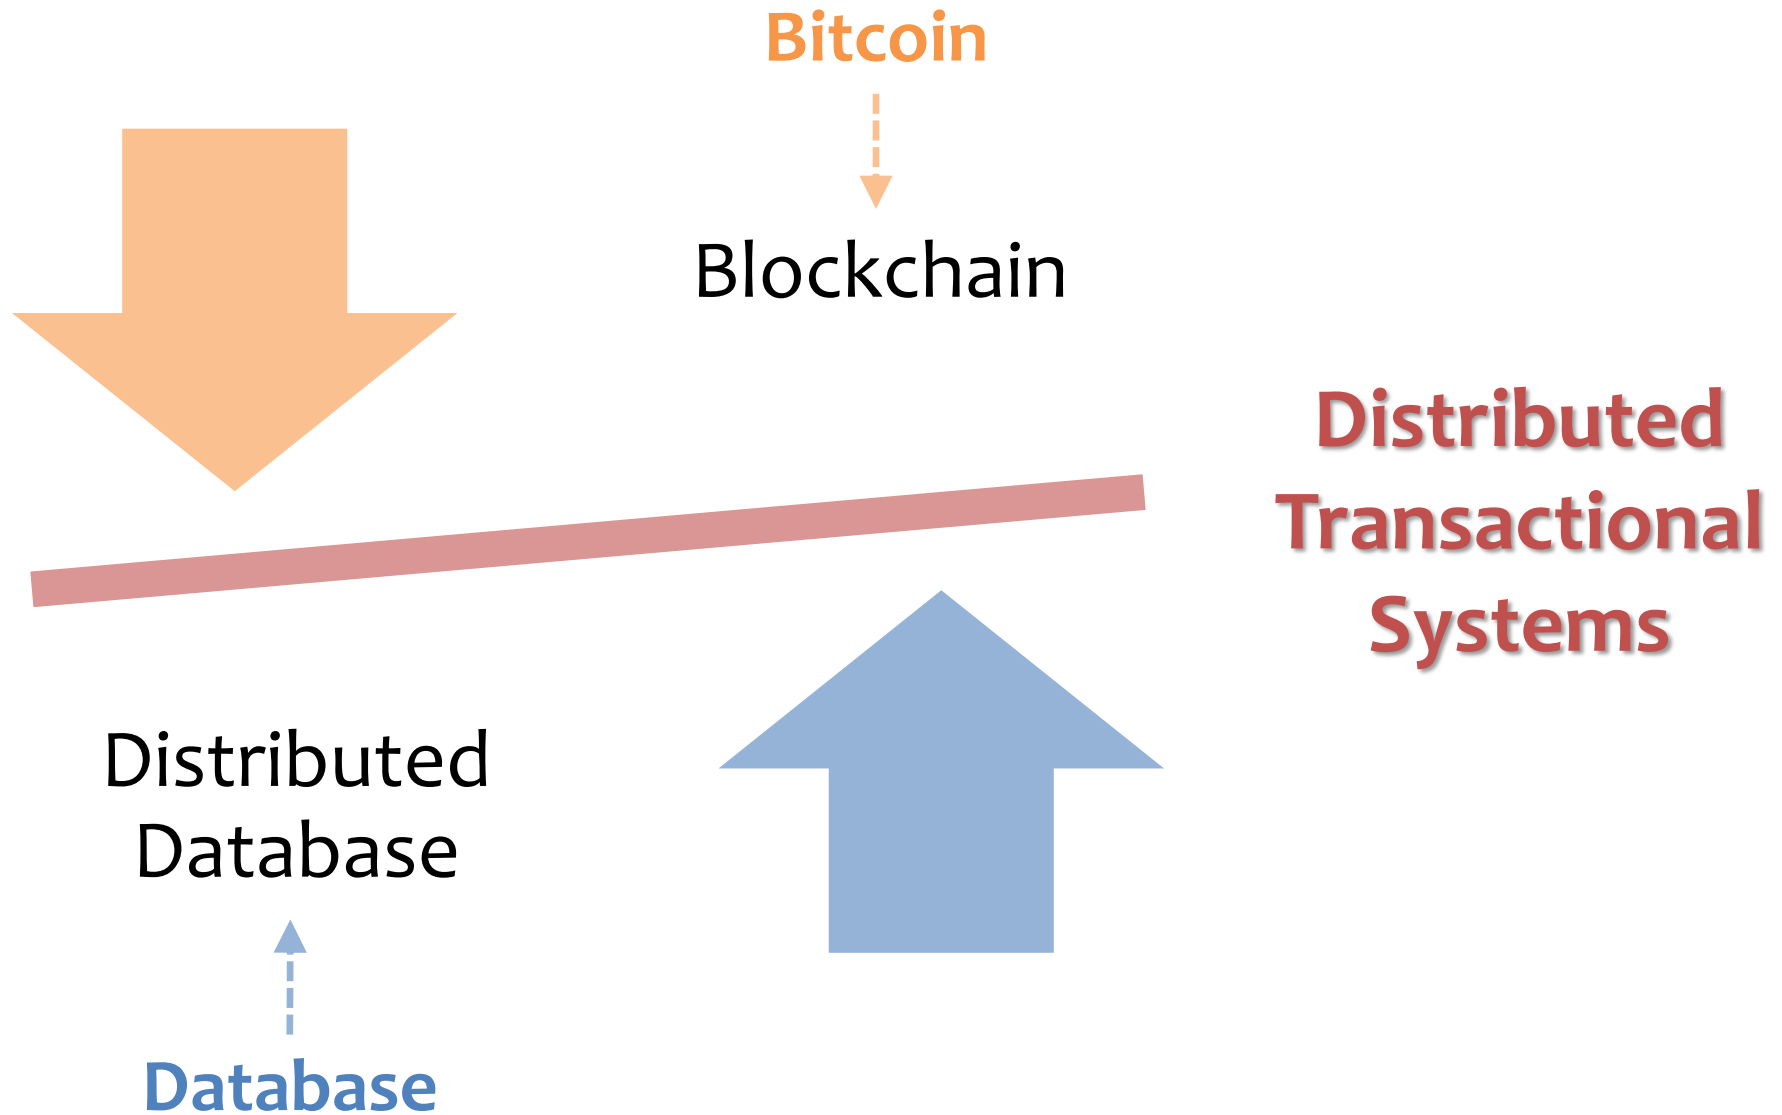 Bitcoin
Blockchain
Distributed
Transactional
Systems
Distributed
Database
Database